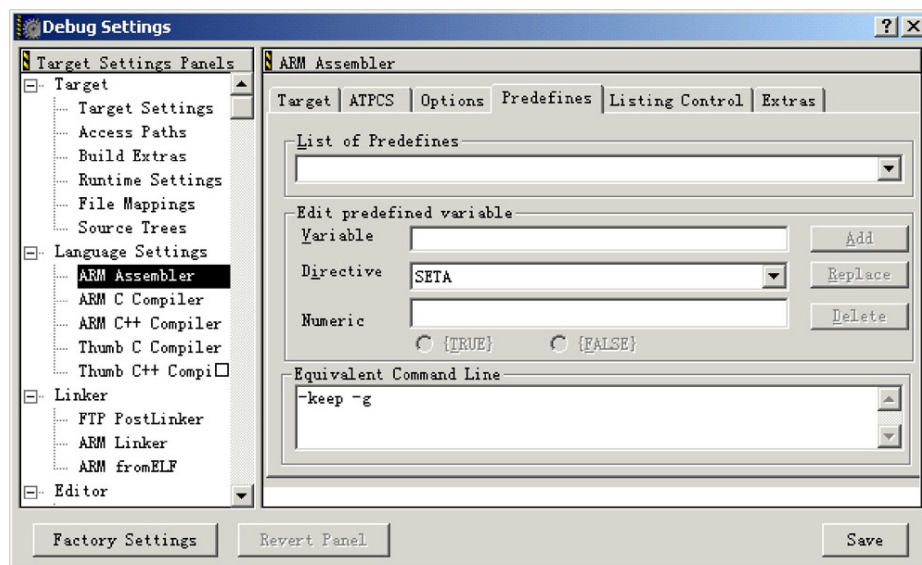 Debug Settings
Target Settings Panels
Target
Target Settings
Access Paths
Build Extras
Runtime Settings
File Mappings
Source Trees
Language Settings
ARM Assembler
ARM C Compiler
ARM C++ Compiler
Thumb C Compiler
Thumb C++ Compi
Linker
FTP PostLinker
ARM Linker
ARM fromELF
Editor
ARM Assembler
Target ATPCS Options Predefines Listing Control Extras
List of Predefines
Edit predefined variable
Variable Add
Directive SETA Replace
Numeric Delete
{TRUE} {FALSE}
Equivalent Command Line
-keep -g
Factory Settings Revert Panel Save